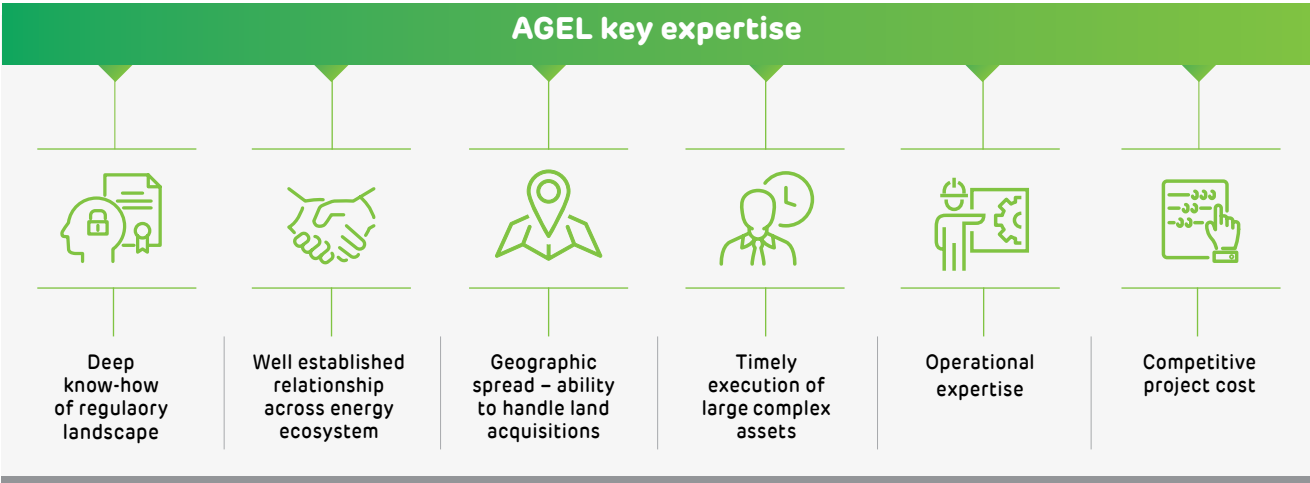 AGEL key expertise
Deep
know-how
of regulaory
landscape
Well established
relationship
across energy
ecosystem
Geographic
spread – ability
to handle land
acquisitions
Timely
execution of
large complex
assets
Operational
expertise
Competitive
project cost